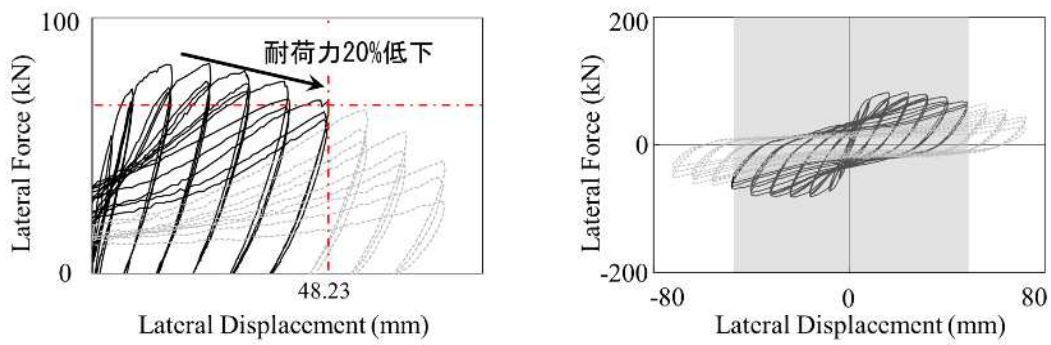 100
耐荷力20%低下
Lateral Force (kN)
0
48.23
Lateral Displacement (mm)
200
Lateral Force (kN)
0
-200
-80
0
80
Lateral Displacement (mm)